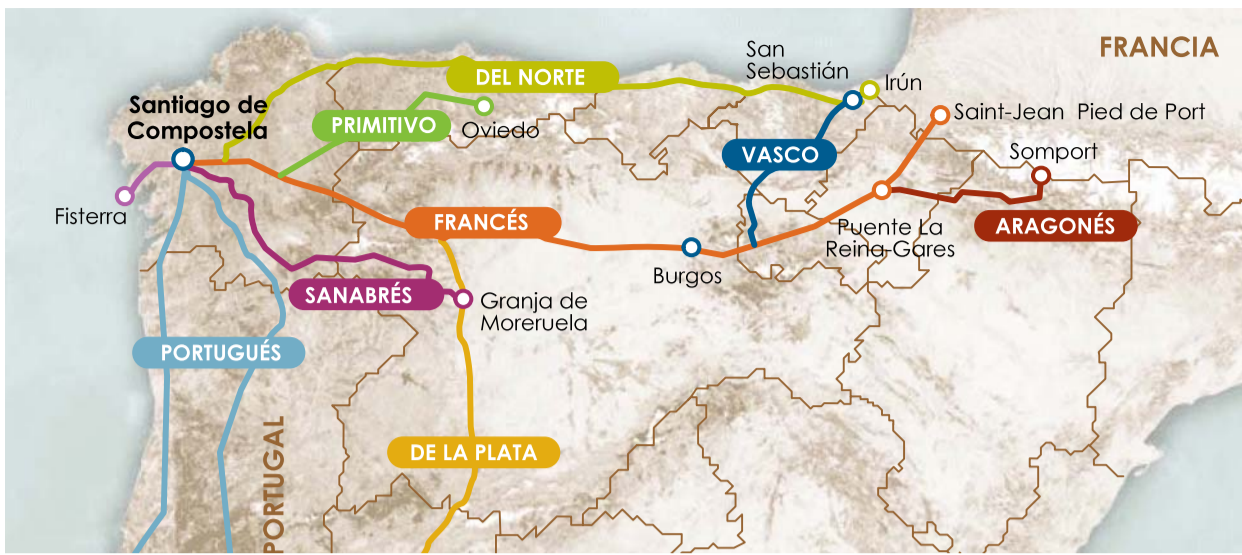 FRANCIA
San
Sebastián
DEL NORTE
Irún
Santiago de
Compostela
PRIMITIVO
Oviedo
Saint-Jean Pied de Port
VASCO
Somport
Fisterra
FRANCÉS
Puente La
Reina-Gares
ARAGONÉS
Burgos
SANABRÉS
Granja de
Moreruela
PORTUGUÉS
DE LA PLATA
PORTUGAL